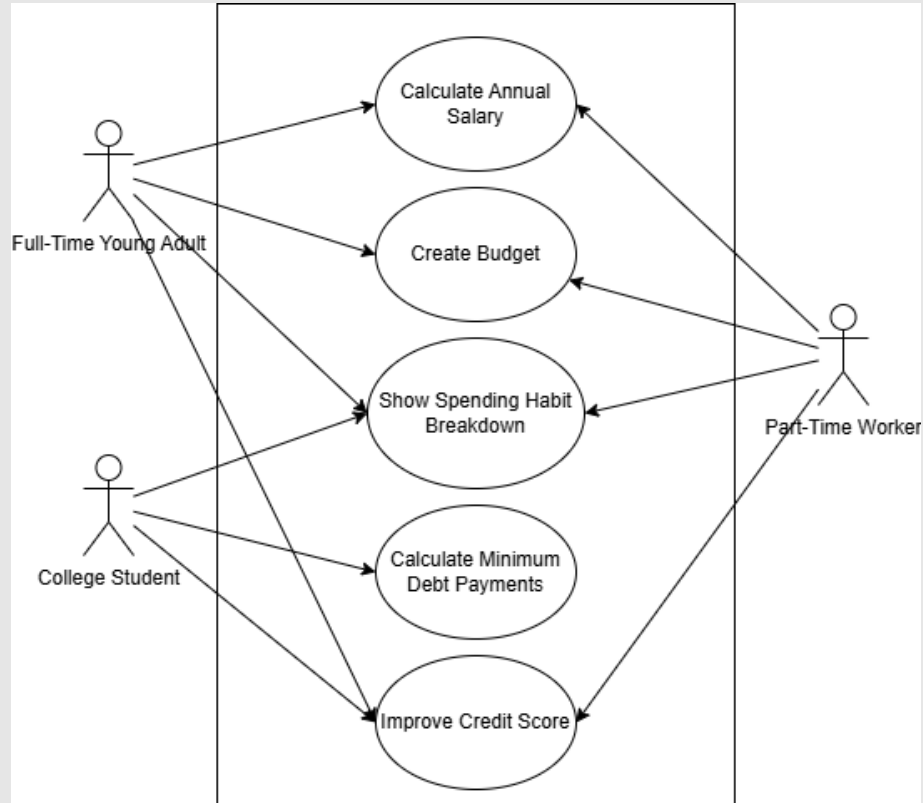 Calculate Annual
Salary
Full-Time Young Adult
Create Budget
Show Spending Habit
Breakdown
Part-Time Worker
College Student
Calculate Minimum
Debt Payments
Improve Credit Score